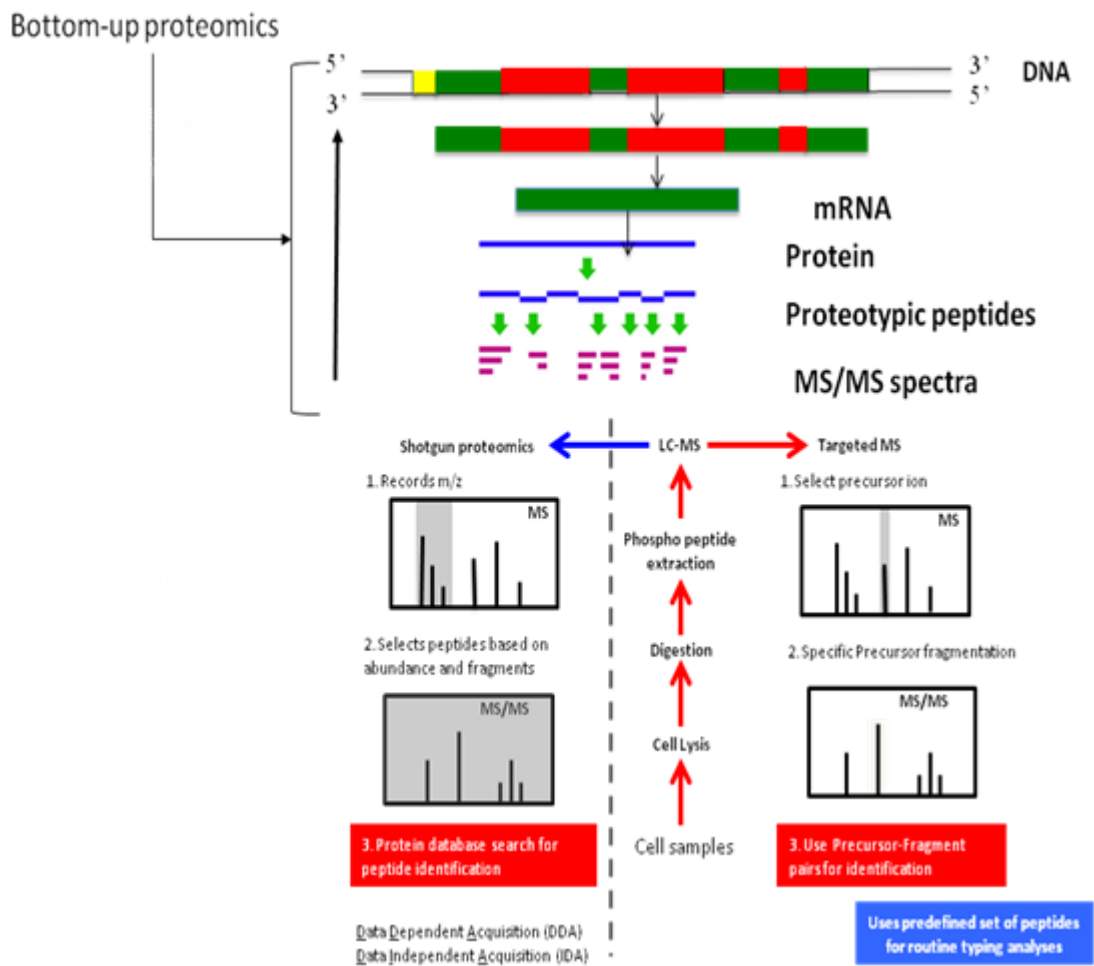 Bottom-up proteomics
5’
3’
DNA
3’
5’
mRNA
Protein
Proteotypic peptides
MS/MS spectra
Shotgun proteomics
LC-MS
Targeted MS
1. Records m/z
MS
2. Selects peptides based on
abundance and fragments
MS/MS
3. Protein database search for
peptide identification
Data Dependent Acquisition (DDA)
Data Independent Acquisition (IDA)
Phospho peptide
extraction
Digestion
Cell Lysis
Cell samples
1. Select precursor ion
MS
2. Specific Precursor fragmentation
MS/MS
3. Use Precursor-Fragment
pairs for identification
Uses predefined set of peptides
for routine typing analyses